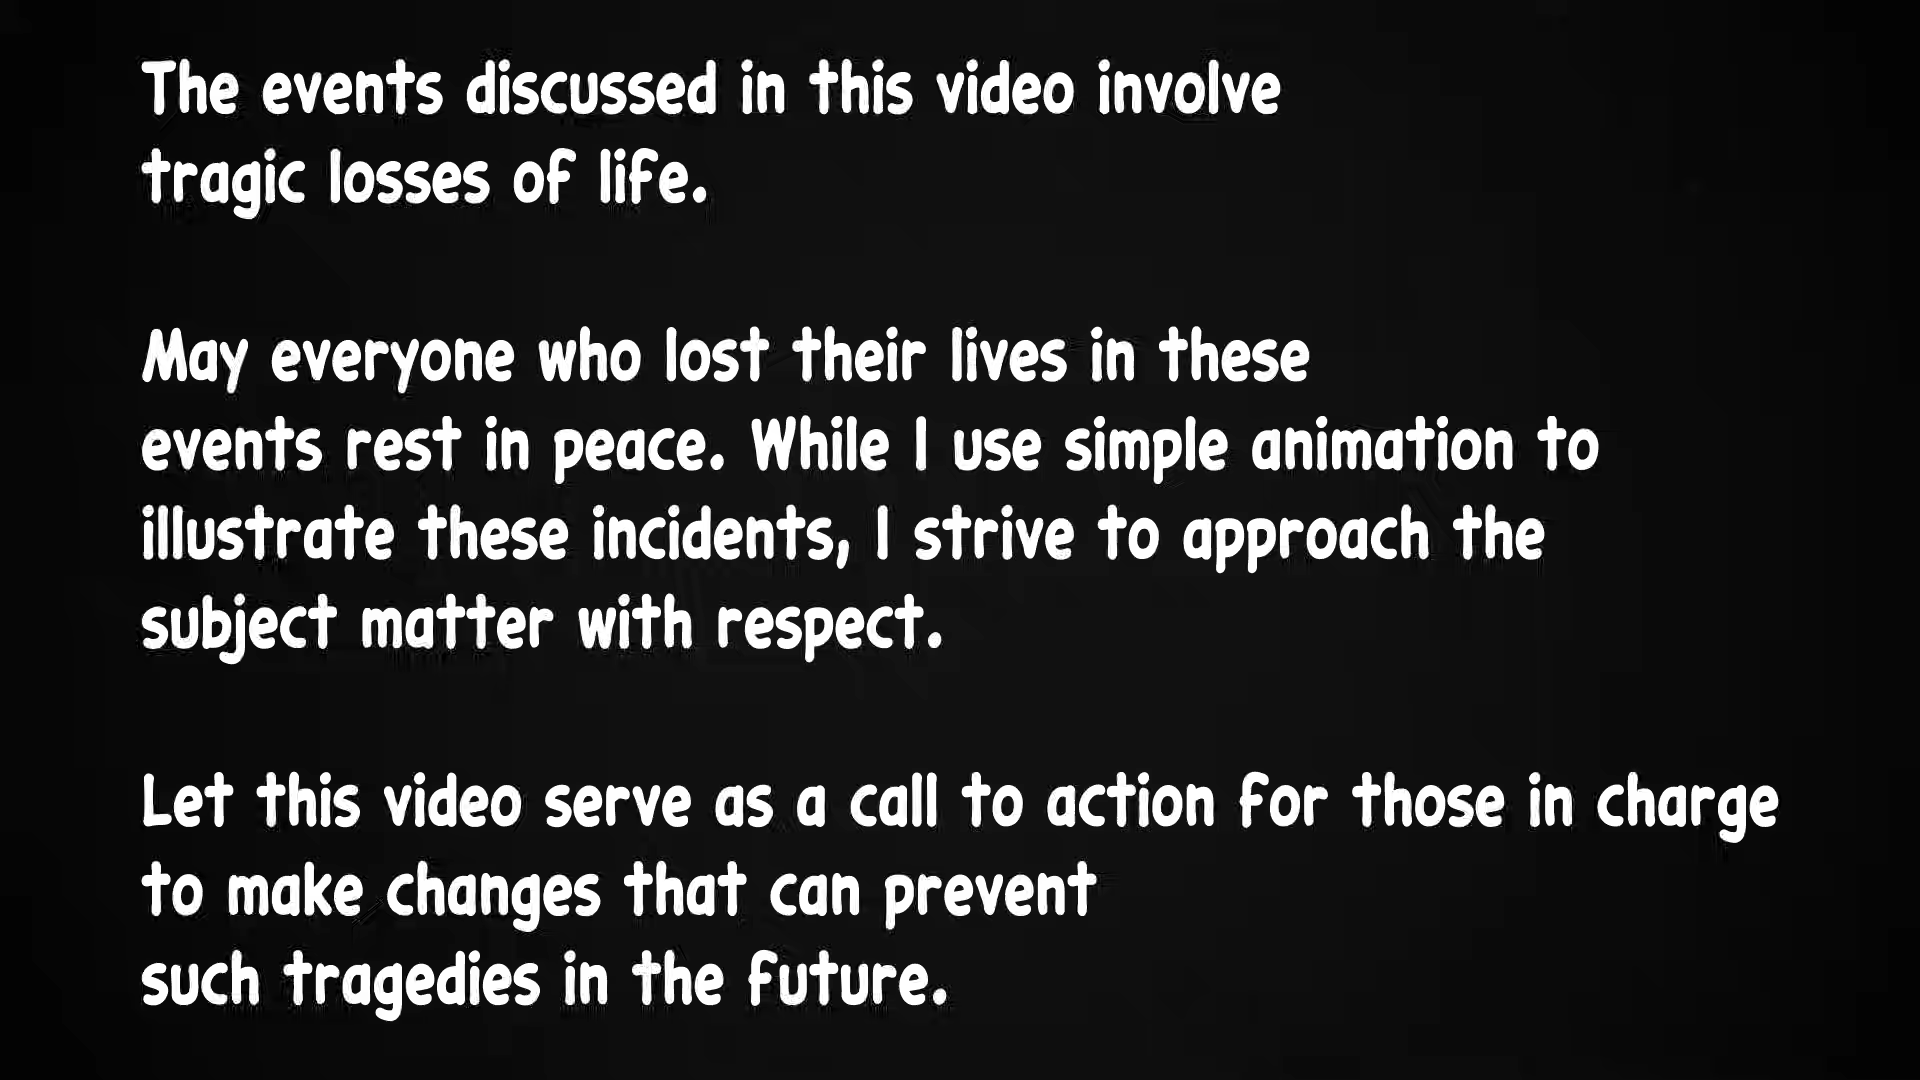 The events discussed in this video involve
tragic losses of life.
May everyone who lost their lives in these
events rest in peace. While I use simple animation to
illustrate these incidents, I strive to approach the
subject matter with respect.
Let this video serve as a call to action for those in charge
to make changes that can prevent
such tragedies in the future.